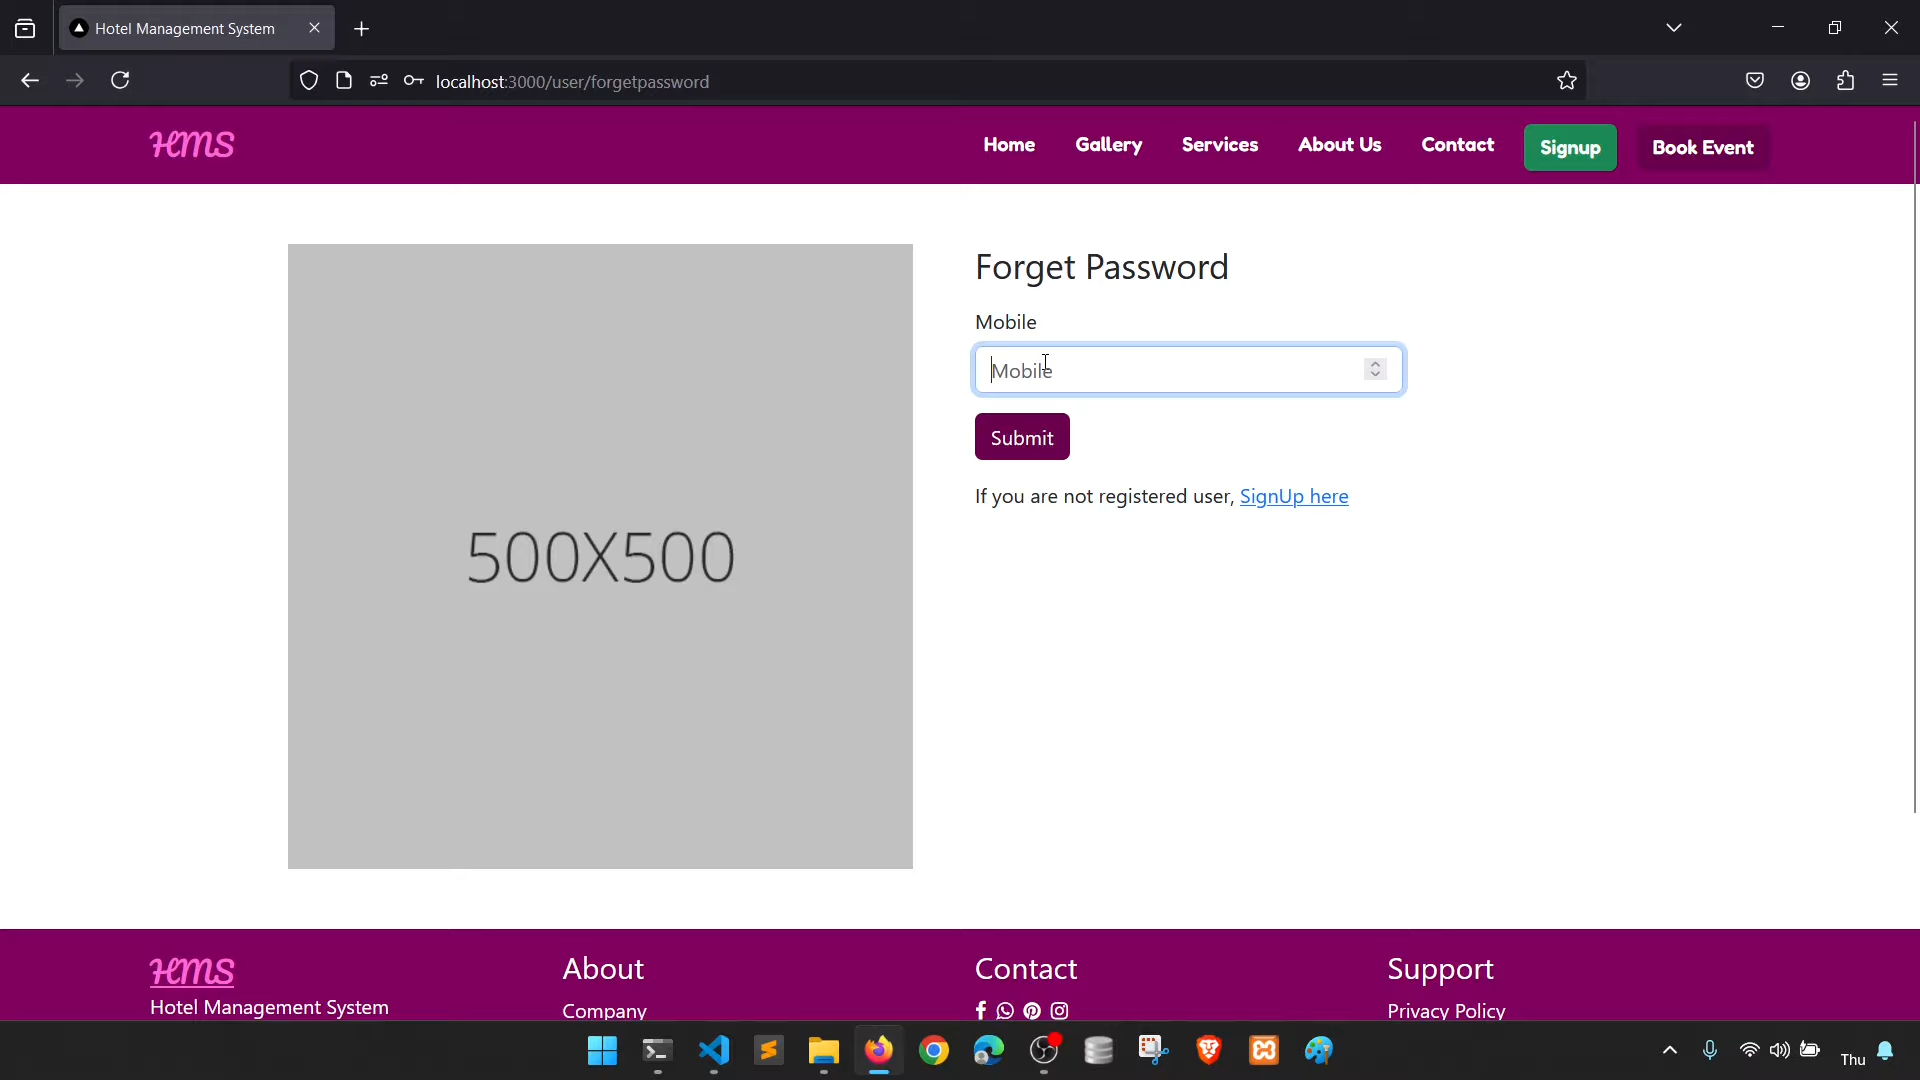 Hotel Management System
localhost:3000/user/forgetpassword
HMS
Home
Gallery
Services
About Us
Contact
Signup
Book Event
500X500
Forget Password
Mobile
Mobile
Submit
If you are not registered user, SignUp here
HMS
Hotel Management System
About
Company
Contact
Support
Privacy Policy
Thu